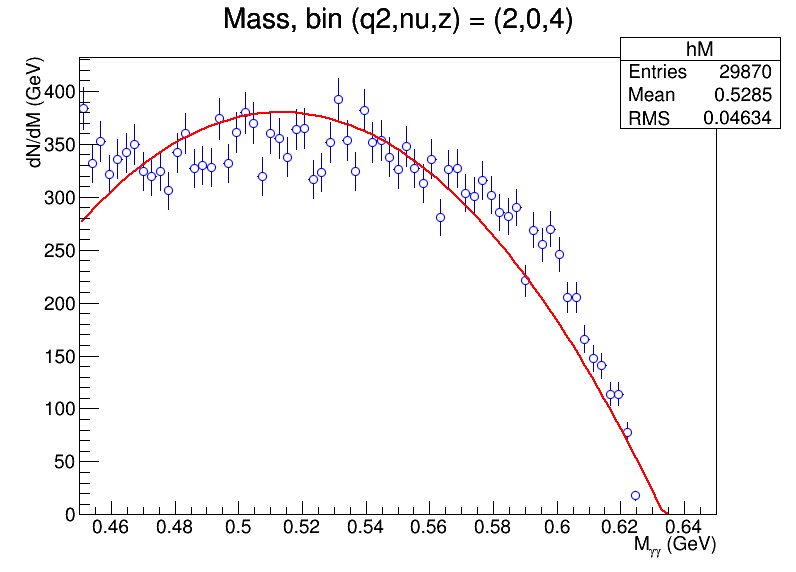 Mass, bin (q2,nu,z) = (2,0,4)
hM
Entries 29870
Mean 0.5285
RMS 0.04634
dN/dM (GeV)
400
350
300
250
200
150
100
50
0
0.46 0.48 0.5 0.52 0.54 0.56 0.58 0.6 0.62 0.64
Mγγ (GeV)